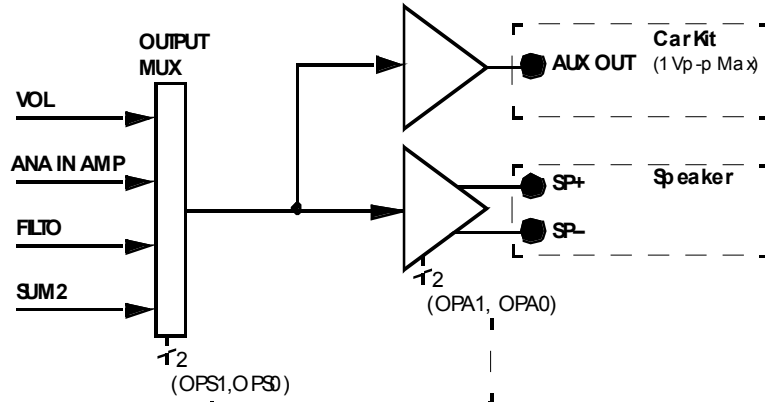 OUTPUT
MUX
VOL
ANA IN AMP
FILTO
SUM2
2
(OPS1,OPS0)
AUX OUT
Car Kit
(1 Vp-p Max)
SP+
Speaker
SP–
2
(OPA1, OPA0)